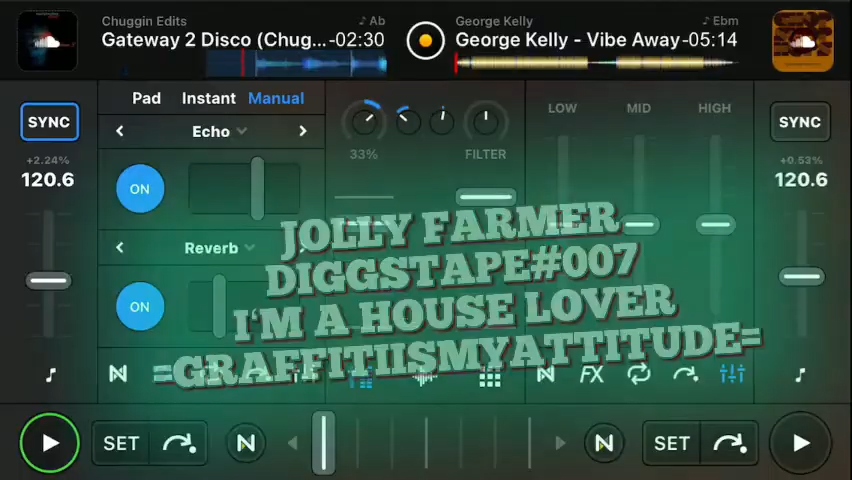 Chuggin Edits
♪ Ab
Gateway 2 Disco (Chug... -02:30
George Kelly
♪ Ebm
George Kelly - Vibe Away -05:14
SYNC
+2.24%
120.6
Pad Instant Manual
Echo
ON
Reverb
ON
33%
FILTER
LOW MID HIGH
SYNC
+0.53%
120.6
JOLLY FARMER
DIGGSTAPE#007
I'M A HOUSE LOVER
=GRAFFITIISMYATTITUDE=
FX
SET
N
N
SET